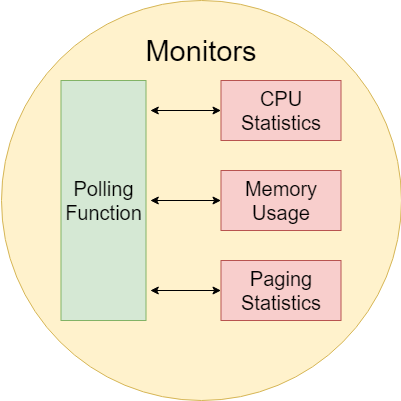 Monitors
Polling
Function
CPU
Statistics
Memory
Usage
Paging
Statistics